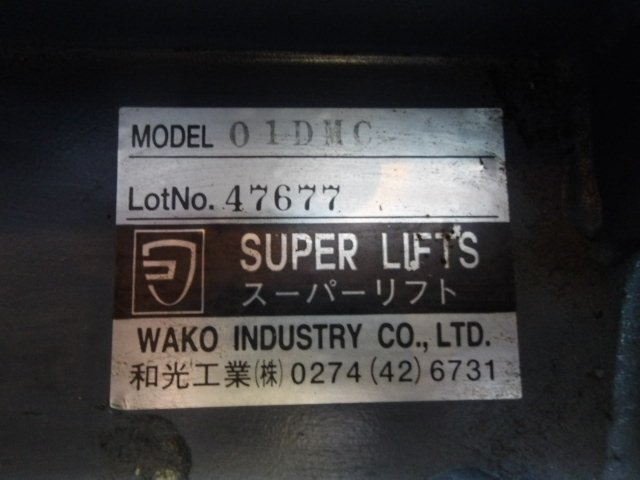 MODEL 01DMC
LotNo. 47677
SUPER LIFTS
スーパーリフト
WAKO INDUSTRY CO., LTD.
和光工業(株) 0274 (42) 6731